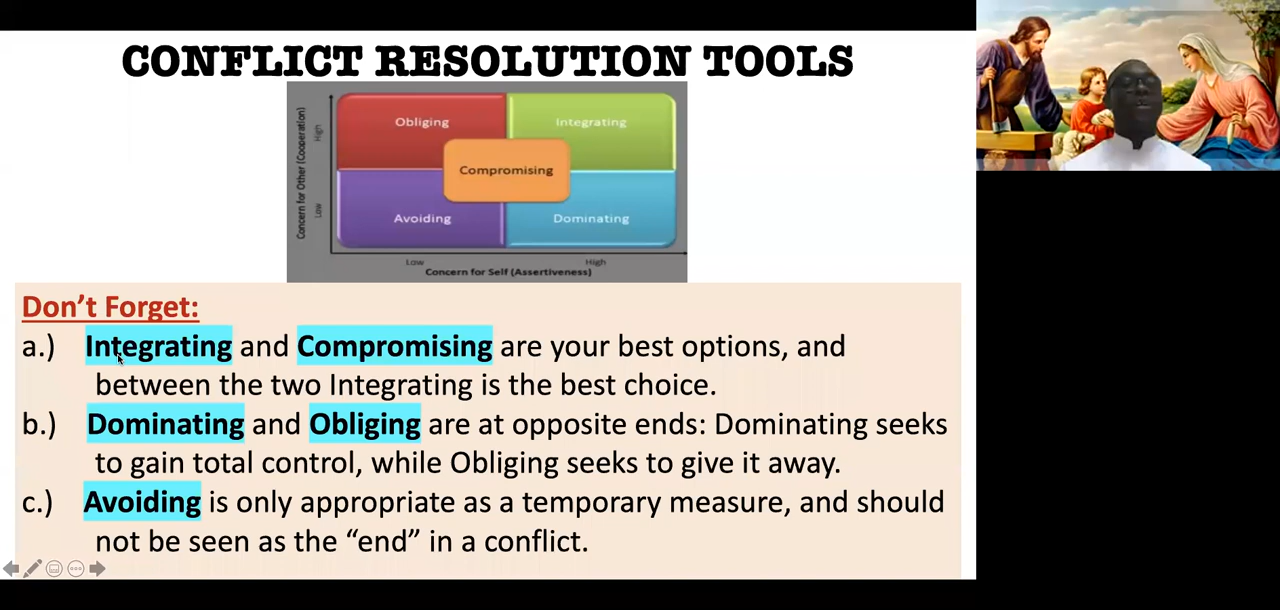 CONFLICT RESOLUTION TOOLS
Concern for Other (Cooperation)
High
Low
Obliging
Integrating
Compromising
Avoiding
Dominating
Low
High
Concern for Self (Assertiveness)
Don’t Forget:
a.) Integrating and Compromising are your best options, and
between the two Integrating is the best choice.
b.) Dominating and Obliging are at opposite ends: Dominating seeks
to gain total control, while Obliging seeks to give it away.
c.) Avoiding is only appropriate as a temporary measure, and should
not be seen as the “end” in a conflict.